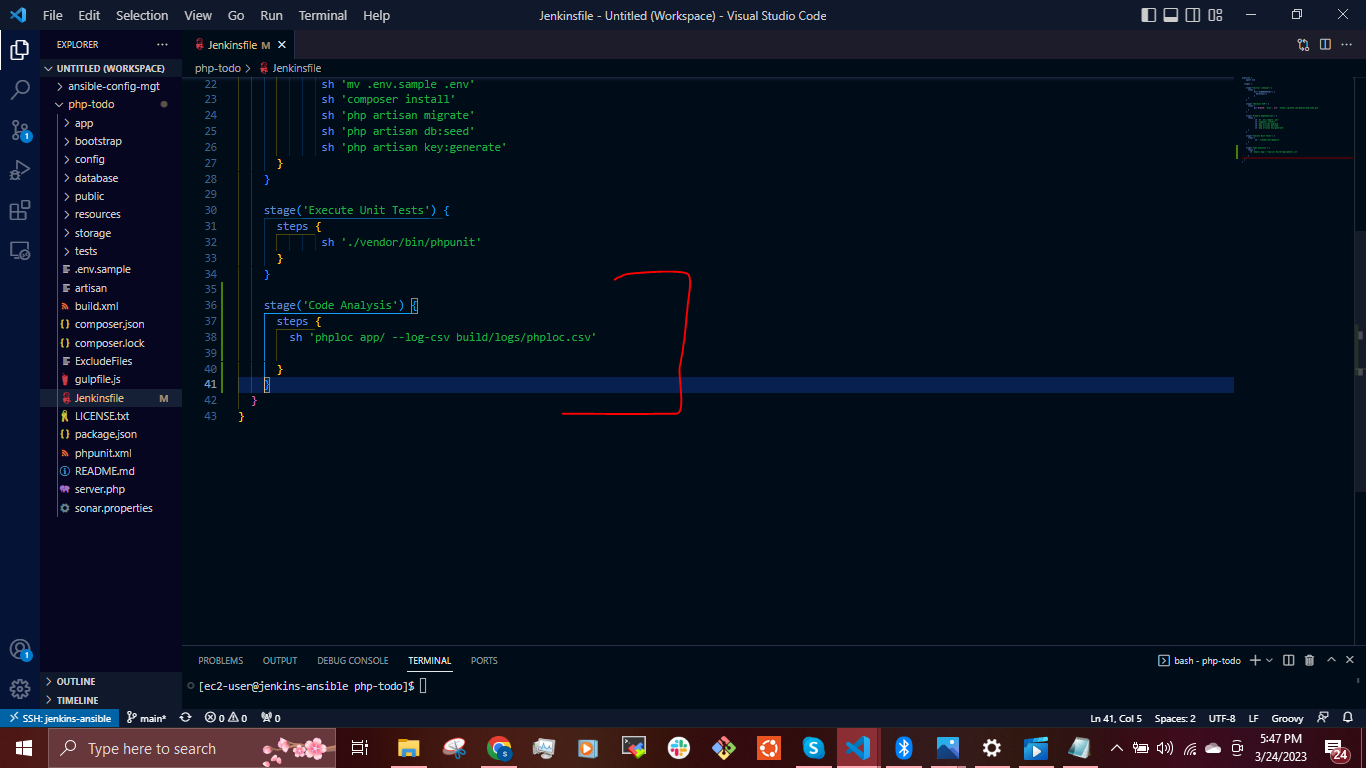 File Edit Selection View Go Run Terminal Help
Jenkinsfile - Untitled (Workspace) - Visual Studio Code
EXPLORER
Jenkinsfile M
UNTITLED (WORKSPACE)
ansible-config-mgt
php-todo
app
bootstrap
config
database
public
resources
storage
tests
.env.sample
artisan
build.xml
composer.json
composer.lock
ExcludeFiles
gulpfile.js
Jenkinsfile M
LICENSE.txt
package.json
phpunit.xml
README.md
server.php
sonar.properties
OUTLINE
TIMELINE
php-todo > Jenkinsfile
22 sh 'mv .env.sample .env'
23 sh 'composer install'
24 sh 'php artisan migrate'
25 sh 'php artisan db:seed'
26 sh 'php artisan key:generate'
27 }
28 }
29
30 stage('Execute Unit Tests') {
31 steps {
32 sh './vendor/bin/phpunit'
33 }
34 }
35
36 stage('Code Analysis') {
37 steps {
38 sh 'phploc app/ --log-csv build/logs/phploc.csv'
39
40 }
41 }
42 }
43 }
PROBLEMS OUTPUT DEBUG CONSOLE TERMINAL PORTS
bash - php-todo
[ec2-user@jenkins-ansible php-todo]$
1
1
SSH: jenkins-ansible main* 0 0 0
Ln 41, Col 5 Spaces: 2 UTF-8 LF Groovy
Type here to search
5:47 PM
3/24/2023
24